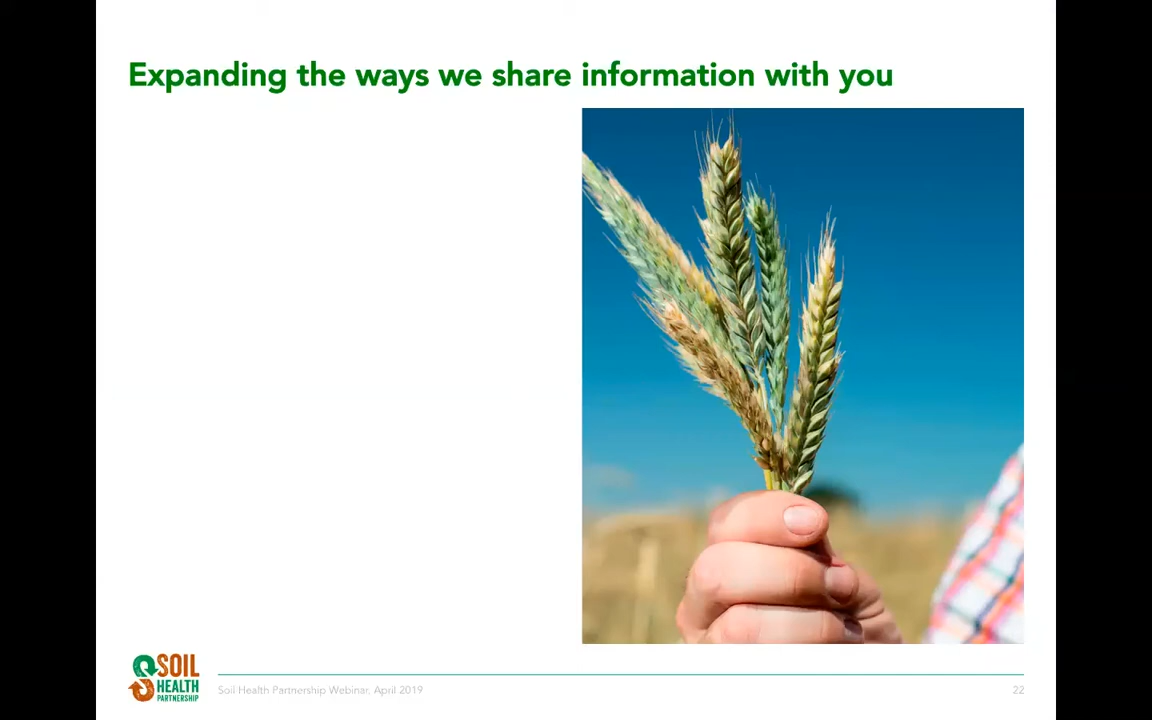 Expanding the ways we share information with you
SOIL
HEALTH
PARTNERSHIP
Soil Health Partnership Webinar, April 2019
22